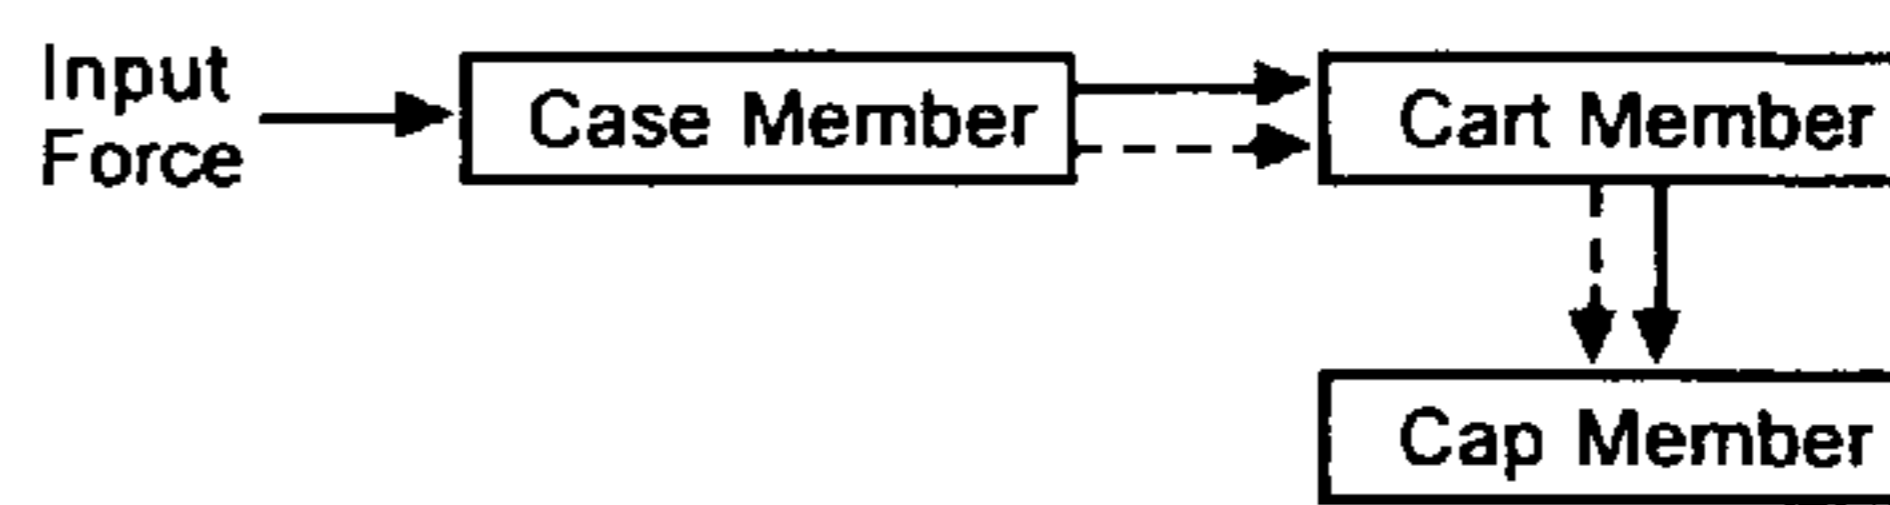 Input
Force
Case Member
Cart Member
Cap Member